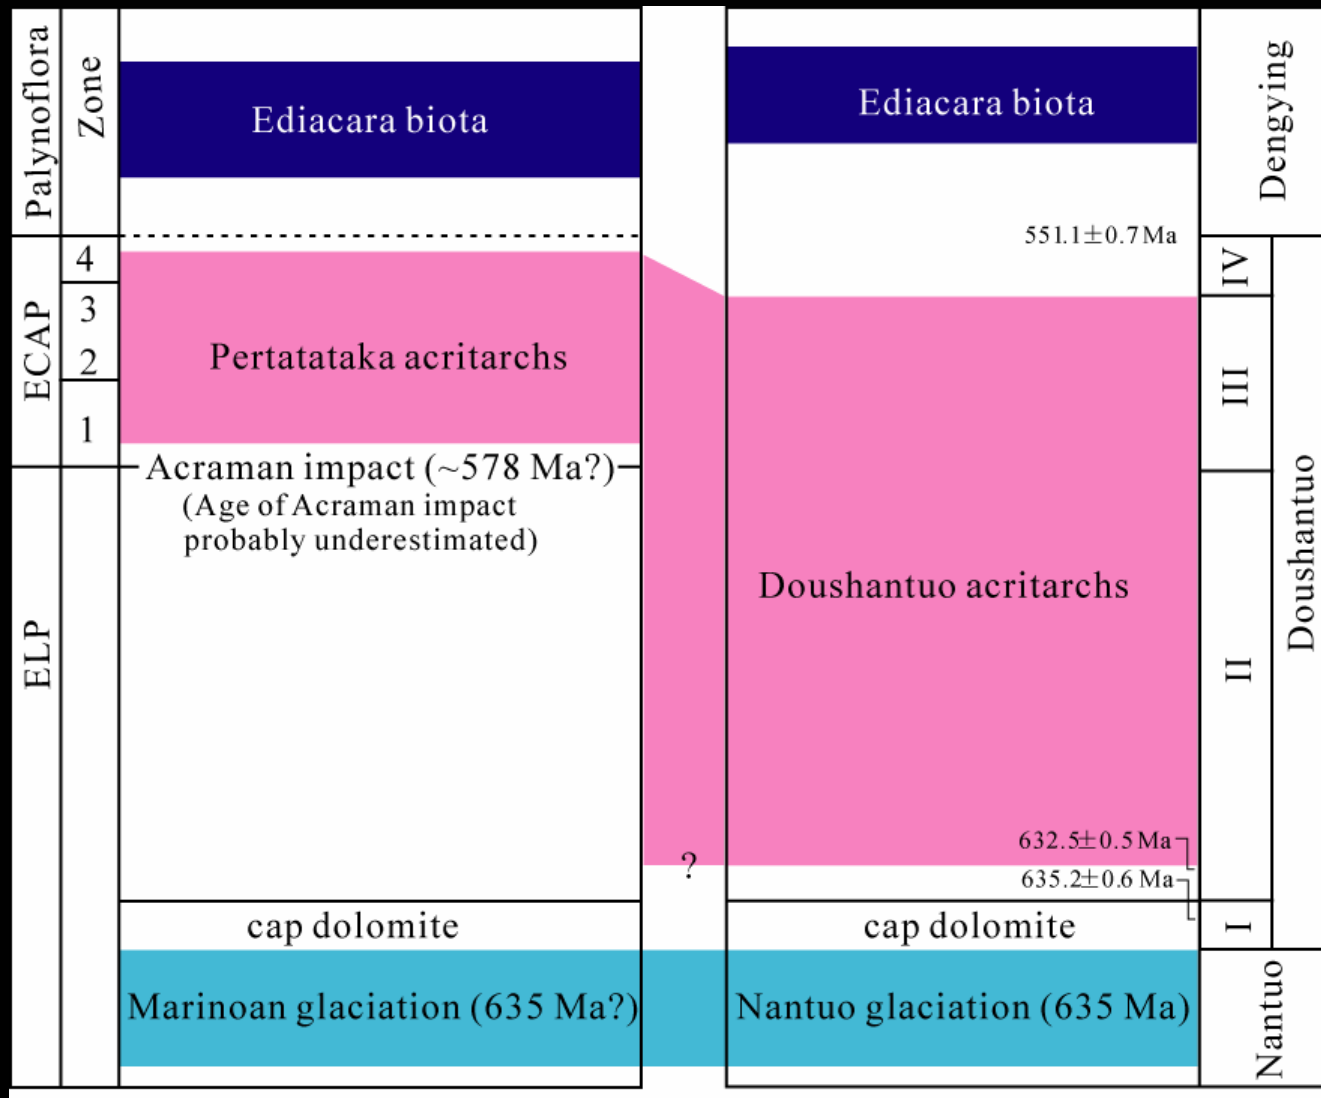 Palynoflora
Zone
ECAP
ELP
4
3
2
1
Ediacara biota
Pertatataka acritarchs
Acraman impact (~578 Ma?)
(Age of Acraman impact
probably underestimated)
cap dolomite
Marinoan glaciation (635 Ma?)
?
Ediacara biota
551.1±0.7 Ma
Doushantuo acritarchs
632.5±0.5 Ma
635.2±0.6 Ma
cap dolomite
Nantuo glaciation (635 Ma)
Dengying
IV
III
II
I
Doushantuo
Nantuo